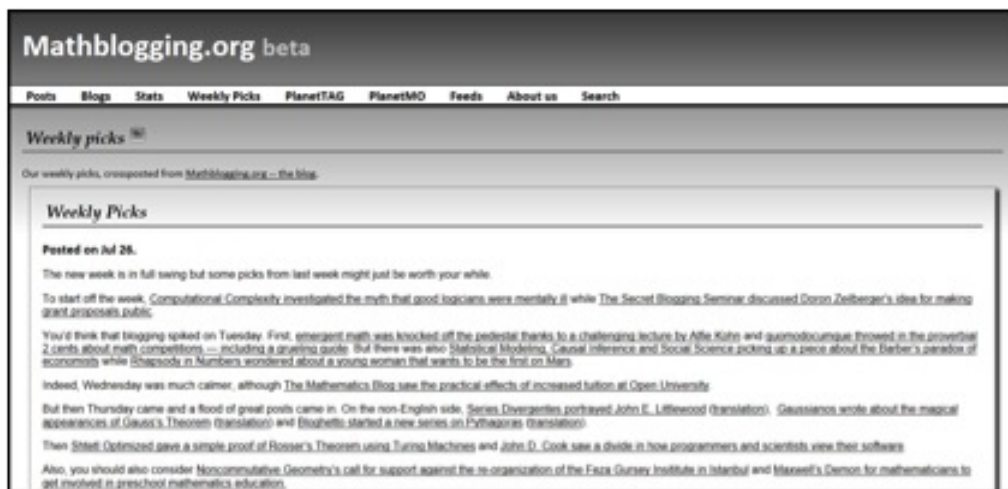 Mathblogging.org beta
Posts Blogs Stats Weekly Picks PlanetTAG PlanetMO Feeds About us Search
Weekly picks
Our weekly picks, crossposted from Mathblogging.org -- the blog.
Weekly Picks
Posted on Jul 26.
The new week is in full swing but some picks from last week might just be worth your while.
To start off the week, Computational Complexity investigated the myth that good logicians were mentally ill while The Secret Blogging Seminar discussed Doron Zeilberger's idea for making
grant proposals public.
You'd think that blogging spiked on Tuesday. First, emergent math was knocked off the pedestal thanks to a challenging lecture by Alfie Kohn and quomodocumque throwed in the proverbial
2 cents about math competitions — including a grueling quote. But there was also Statistical Modeling, Causal Inference and Social Science picking up a piece about the Barber's paradox of
economists while Rhapsody in Numbers wondered about a young woman that wants to be the first on Mars.
Indeed, Wednesday was much calmer, although The Mathematics Blog saw the practical effects of increased tuition at Open University.
But then Thursday came and a flood of great posts came in. On the non-English side, Series Divergentes portrayed John E. Littlewood (translation), Gaussianos wrote about the magical
appearances of Gauss's Theorem (translation) and Bloghetto started a new series on Pythagoras (translation).
Then Shtetl Optimized gave a simple proof of Rosser's Theorem using Turing Machines and John D. Cook saw a divide in how programmers and scientists view their software.
Also, you should also consider Noncommutative Geometry's call for support against the re-organization of the Feza Gursey Institute in Istanbul and Maxwell's Demon for mathematicians to
get involved in preschool mathematics education.